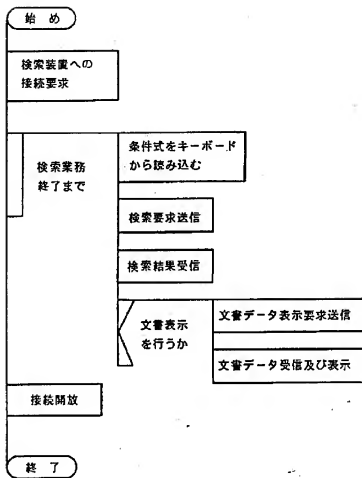 始め
検索装置への
接続要求
検索業務
終了まで
条件式をキーボード
から読み込む
検索要求送信
検索結果受信
文書表示
を行うか
文書データ表示要求送信
文書データ受信及び表示
接続開放
終了